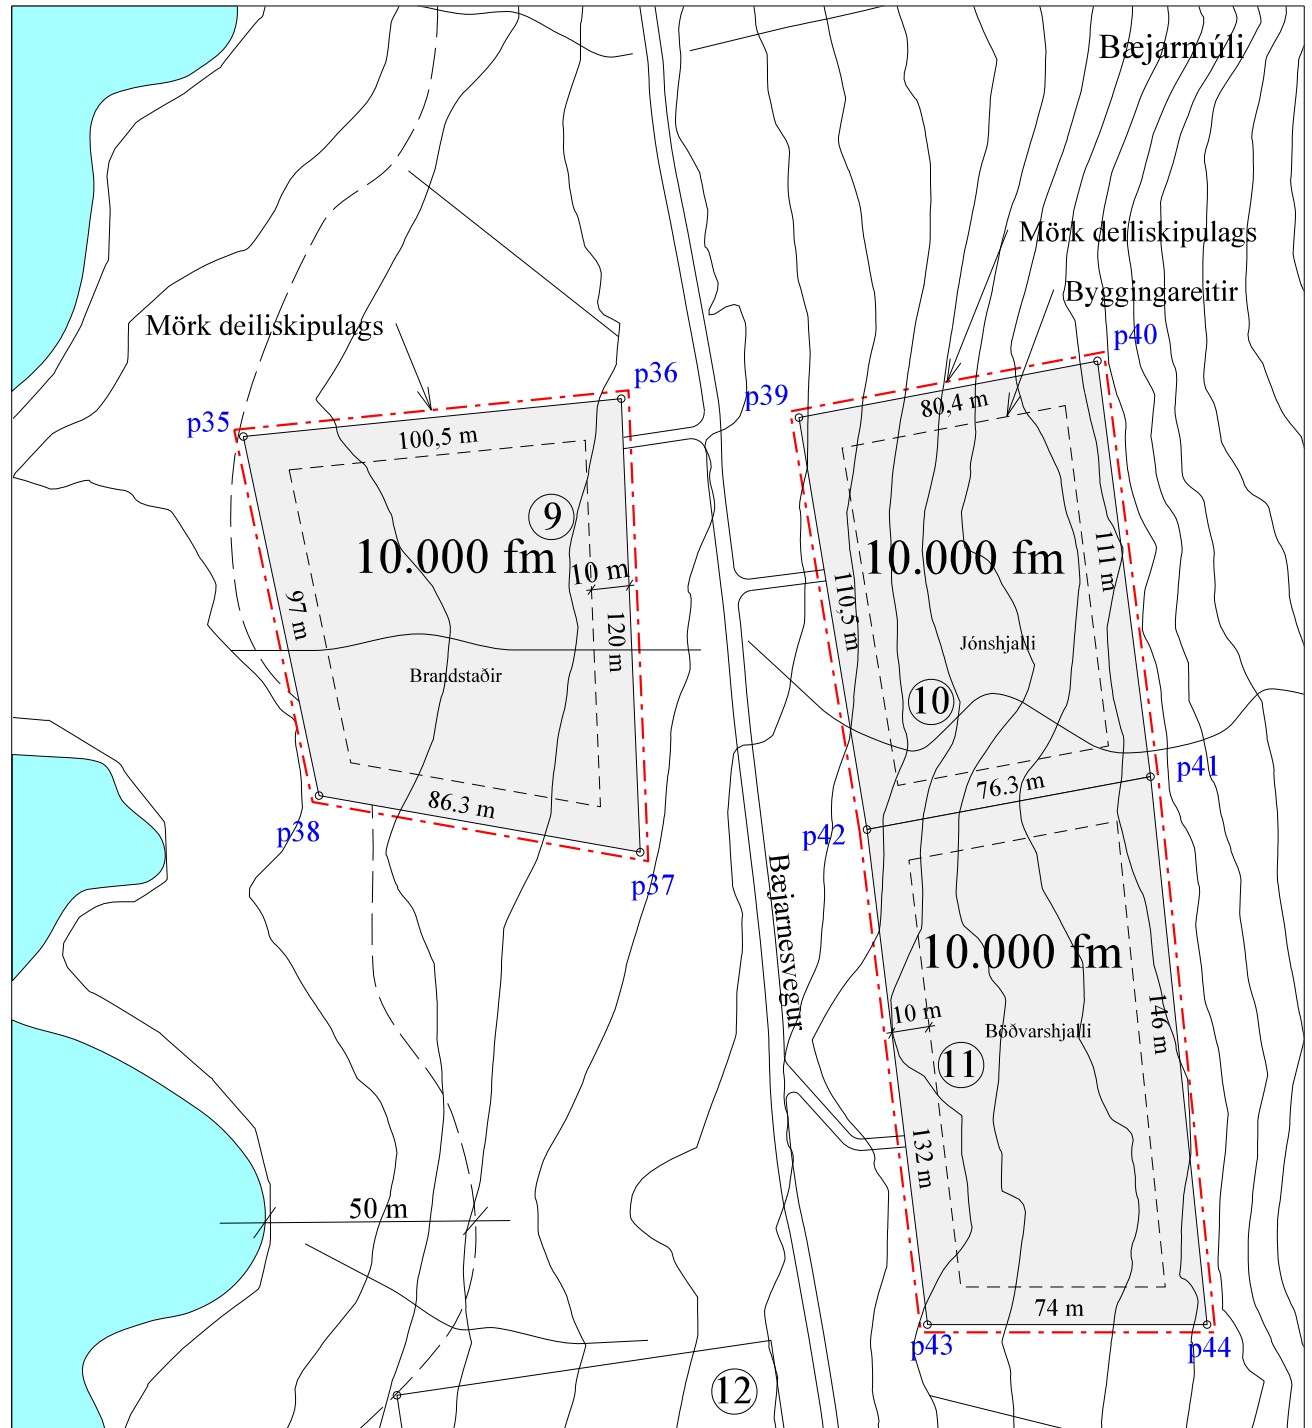 Bæjarmúli
Mörk deiliskipulags
Byggingareitir
Mörk deiliskipulags
p40
p36
p39
p35
80,4 m
100,5 m
9
10.000 fm
10.000 fm
111 m
10 m
110,5 m
97 m
120 m
Jónshjalli
Brandstaðir
10
p41
76.3 m
86.3 m
p38
p42
p37
Bæjarnesvegur
10.000 fm
10 m
146 m
Böðvarshjalli
11
132 m
50 m
74 m
p43
p44
12